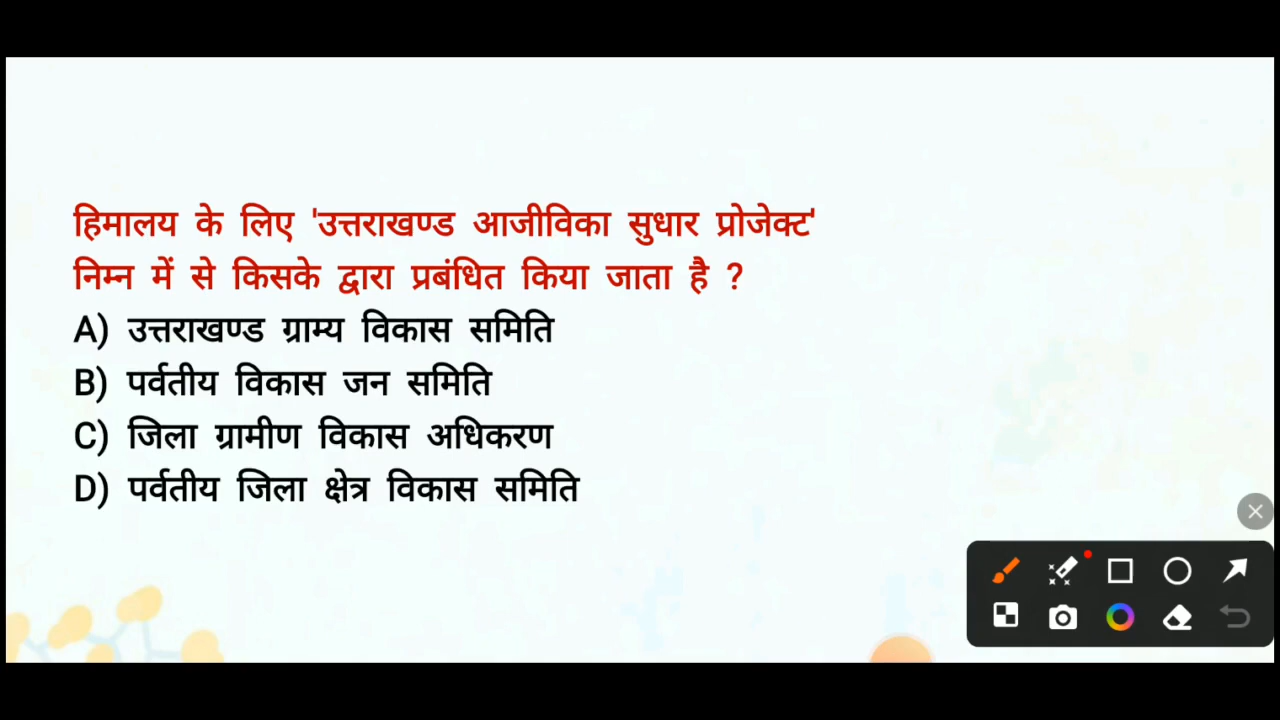 हिमालय के लिए 'उत्तराखण्ड आजीविका सुधार प्रोजेक्ट'
निम्न में से किसके द्वारा प्रबंधित किया जाता है ?
A) उत्तराखण्ड ग्राम्य विकास समिति
B) पर्वतीय विकास जन समिति
C) जिला ग्रामीण विकास अधिकरण
D) पर्वतीय जिला क्षेत्र विकास समिति